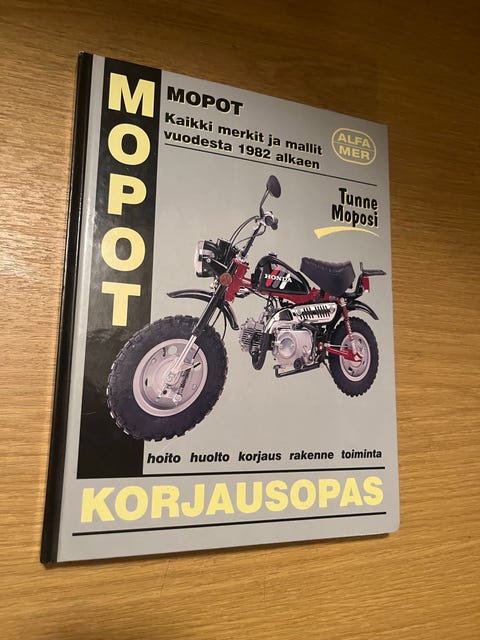 MOPOT
MOPOT
Kaikki merkit ja mallit
vuodesta 1982 alkaen
ALFA
MER
Tunne
Moposi
HONDA
hoito huolto korjaus rakenne toiminta
KORJAUSOPAS